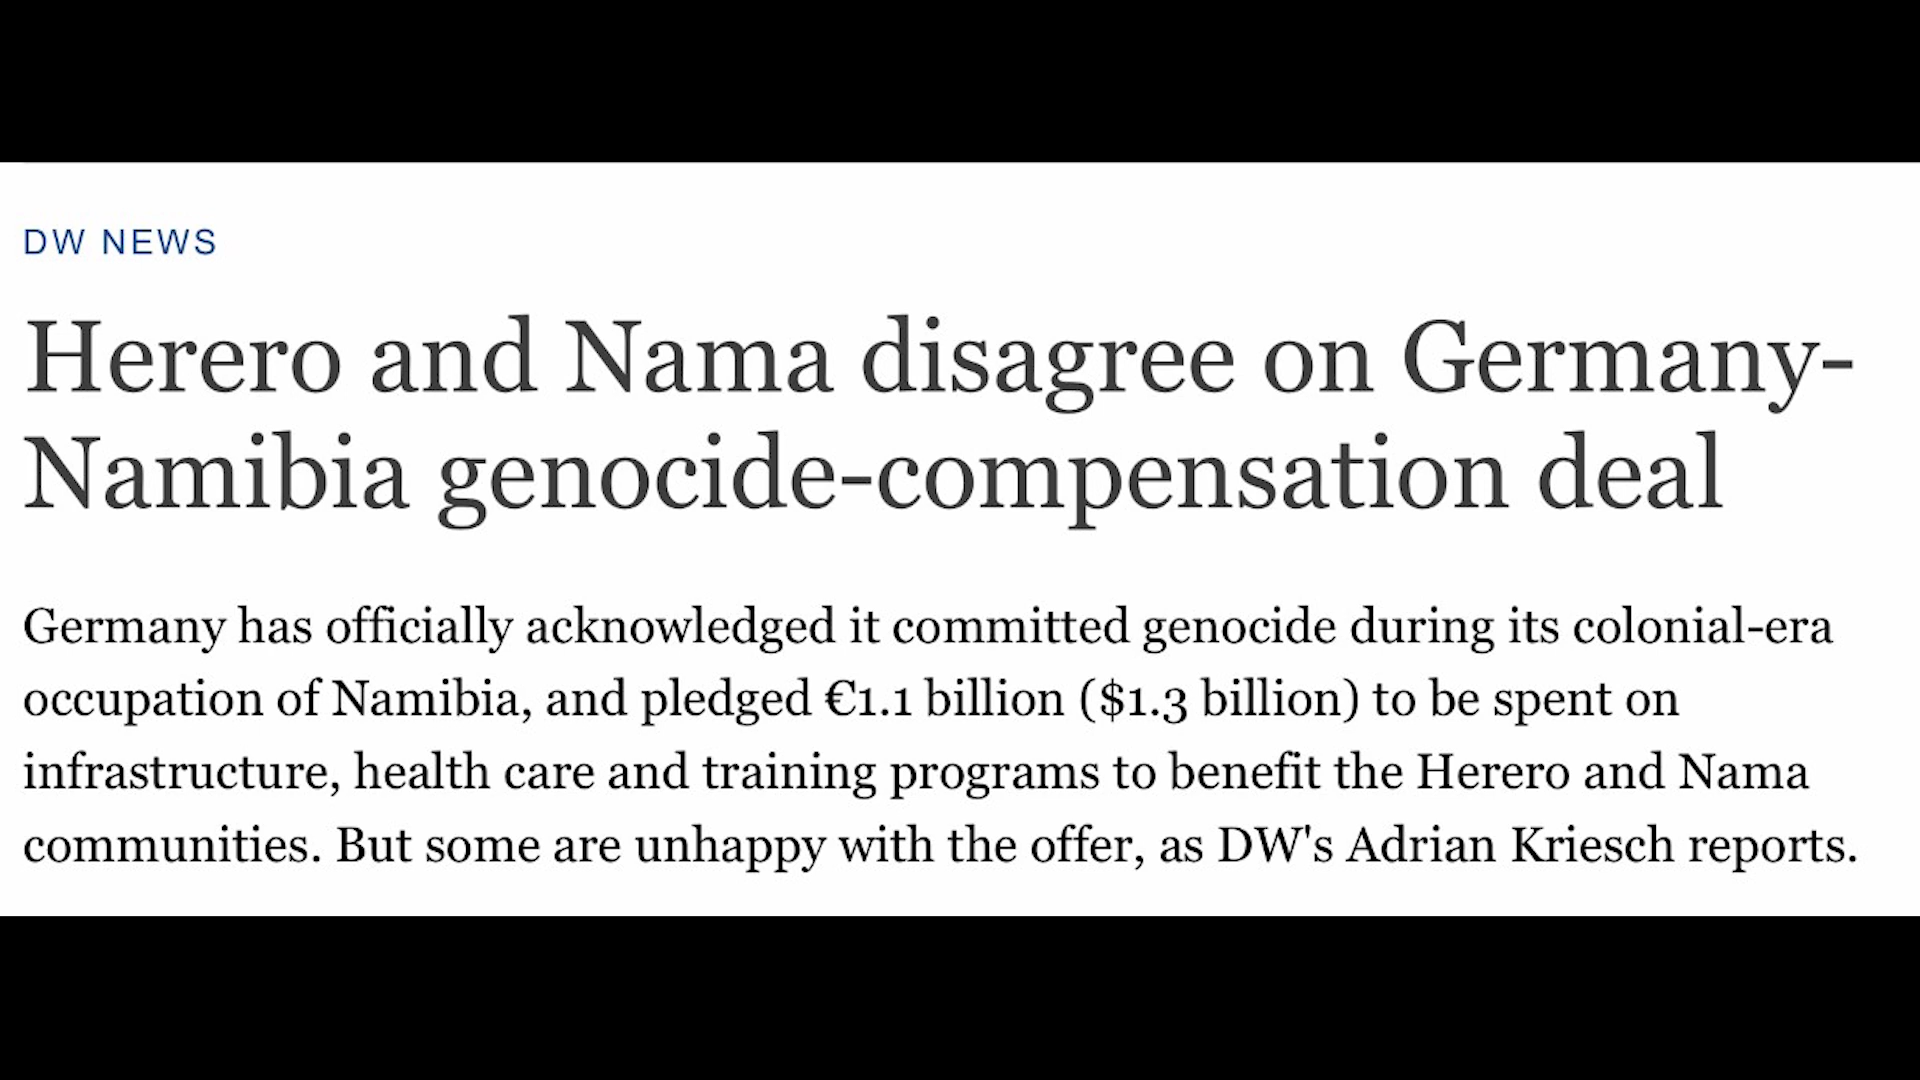 DW NEWS
Herero and Nama disagree on Germany-
Namibia genocide-compensation deal
Germany has officially acknowledged it committed genocide during its colonial-era
occupation of Namibia, and pledged €1.1 billion ($1.3 billion) to be spent on
infrastructure, health care and training programs to benefit the Herero and Nama
communities. But some are unhappy with the offer, as DW's Adrian Kriesch reports.